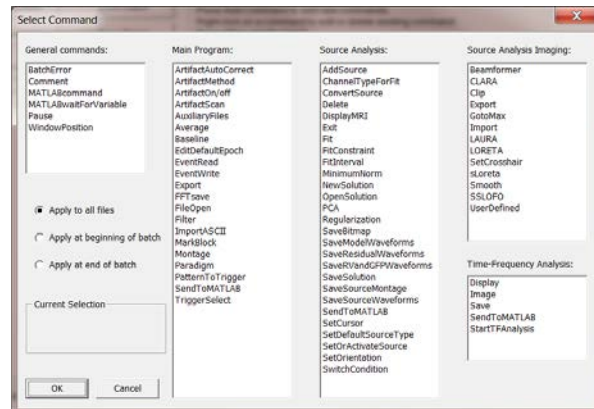 Select Command
General commands:
BatchError
Comment
MATLABcommand
MATLABwaitForVariable
Pause
WindowPosition
Apply to all files
Apply at beginning of batch
Apply at end of batch
Current Selection
OK
Cancel
Main Program:
ArtifactAutoCorrect
ArtifactMethod
ArtifactOn/off
ArtifactScan
AuxiliaryFiles
Average
Baseline
EditDefaultEpoch
EventRead
EventWrite
Export
FFTsave
FileOpen
Filter
ImportASCII
MarkBlock
Montage
Paradigm
PatternToTrigger
SendToMATLAB
TriggerSelect
Source Analysis:
AddSource
ChannelTypeForFit
ConvertSource
Delete
DisplayMRI
Exit
Fit
FitConstraint
FitInterval
MinimumNorm
NewSolution
OpenSolution
PCA
Regularization
SaveBitmap
SaveModelWaveforms
SaveResidualWaveforms
SaveRVandGFPWaveforms
SaveSolution
SaveSourceMontage
SaveSourceWaveforms
SendToMATLAB
SetCursor
SetDefaultSourceType
SetOrActivateSource
SetOrientation
SwitchCondition
Source Analysis Imaging:
Beamformer
CLARA
Clip
Export
GotoMax
Import
LAURA
LORETA
SetCrosshair
sLoreta
Smooth
SSLOFO
UserDefined
Time-Frequency Analysis:
Display
Image
Save
SendToMATLAB
StartTFAnalysis